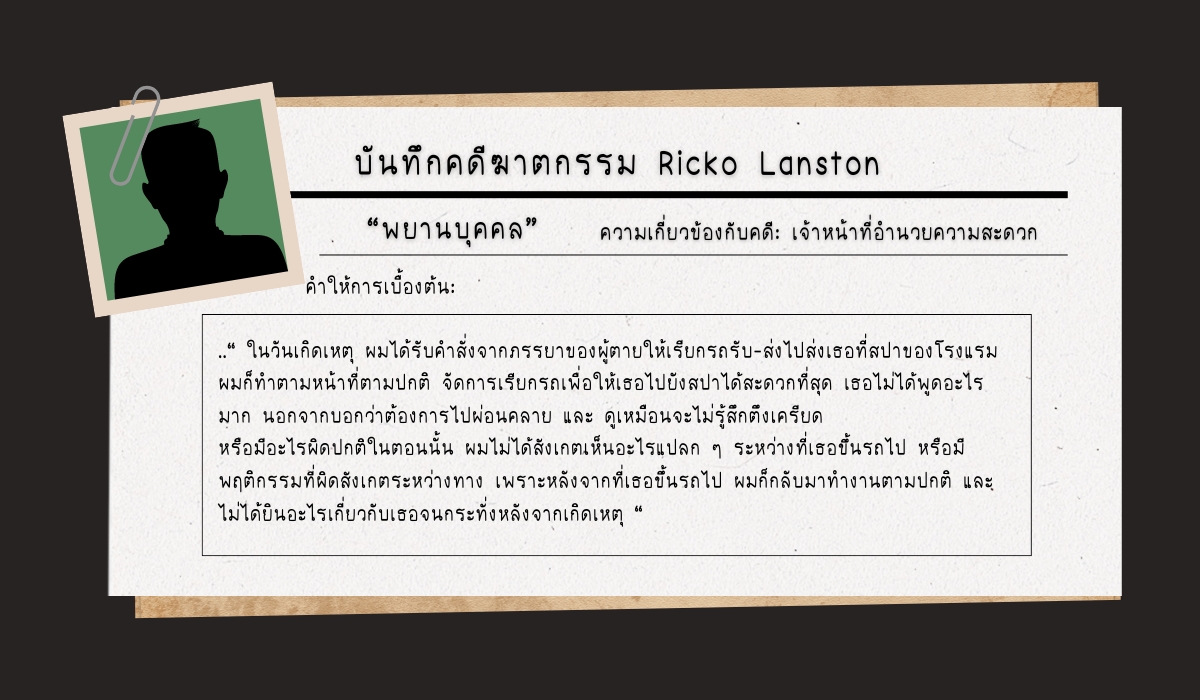 บันทึกคดีฆาตกรรม Ricko Lanston
“พยานบุคคล” ความเกี่ยวข้องกับคดี: เจ้าหน้าที่อำนวยความสะดวก
คำให้การเบื้องต้น:
..“ ในวันเกิดเหตุ ผมได้รับคำสั่งจากภรรยาของผู้ตายให้เรียกรถรับ-ส่งไปส่งเธอที่สปาของโรงแรม
ผมก็ทำตามหน้าที่ตามปกติ จัดการเรียกรถเพื่อให้เธอไปยังสปาได้สะดวกที่สุด เธอไม่ได้พูดอะไร
มาก นอกจากบอกว่าต้องการไปผ่อนคลาย และ ดูเหมือนจะไม่รู้สึกตึงเครียด
หรือมีอะไรผิดปกติในตอนนั้น ผมไม่ได้สังเกตเห็นอะไรแปลก ๆ ระหว่างที่เธอขึ้นรถไป หรือมี
พฤติกรรมที่ผิดสังเกตระหว่างทาง เพราะหลังจากที่เธอขึ้นรถไป ผมก็กลับมาทำงานตามปกติ และ
ไม่ได้ยินอะไรเกี่ยวกับเธอจนกระทั่งหลังจากเกิดเหตุ “